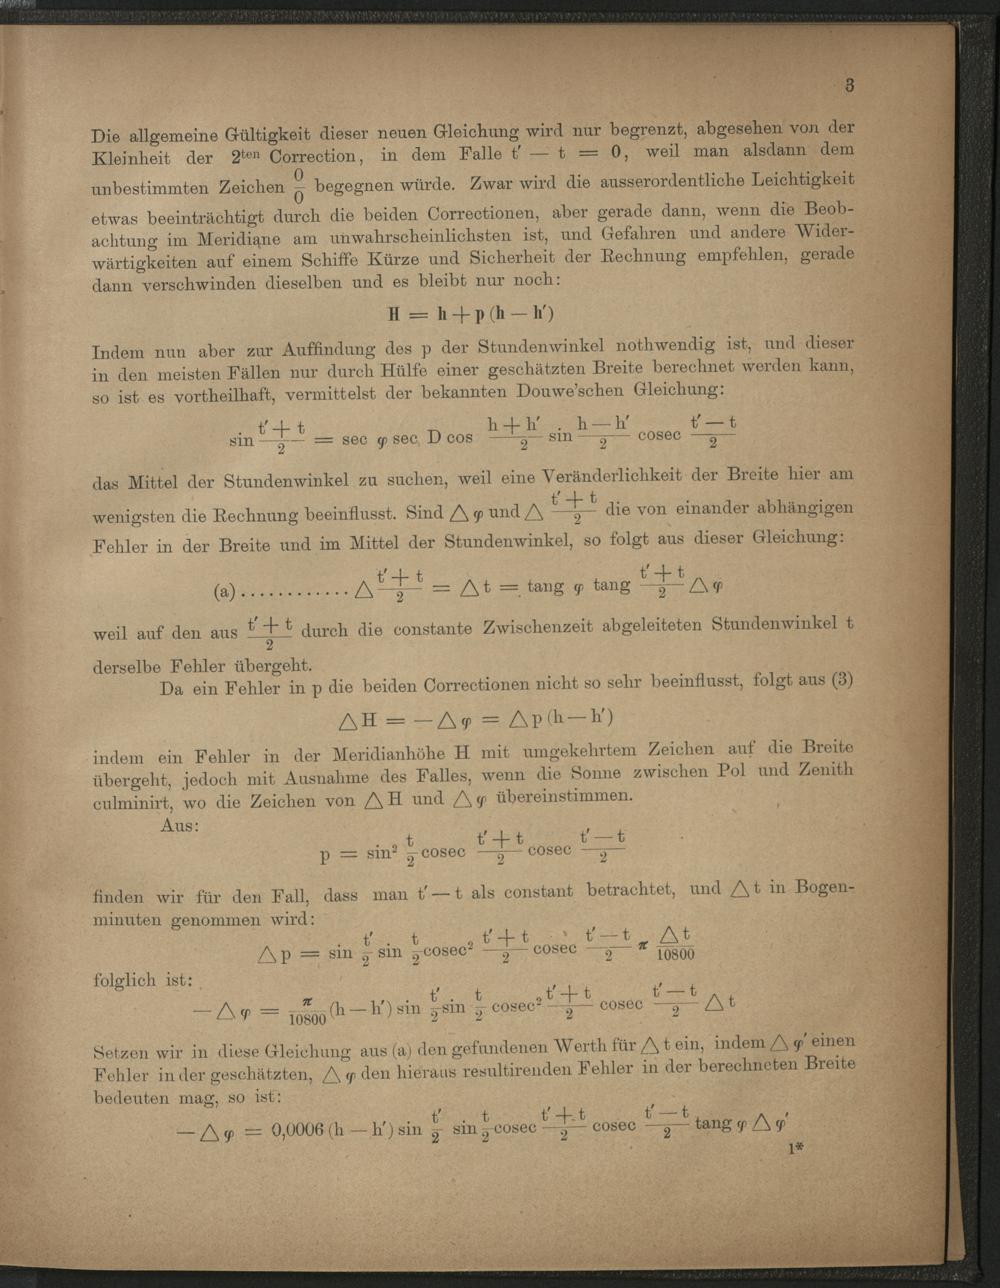 3
Die allgemeine Gültigkeit dieser neuen Gleichung wird nur begrenzt, abgesehen von der
Kleinheit der 2ten Correction, in dem Falle t′ — t = 0, weil man alsdann dem
unbestimmten Zeichen 0/0 begegnen würde. Zwar wird die ausserordentliche Leichtigkeit
etwas beeinträchtigt durch die beiden Correctionen, aber gerade dann, wenn die Beob-
achtung im Meridiane am unwahrscheinlichsten ist, und Gefahren und andere Wider-
wärtigkeiten auf einem Schiffe Kürze und Sicherheit der Rechnung empfehlen, gerade
dann verschwinden dieselben und es bleibt nur noch:
H = h + p (h — h′)
Indem nun aber zur Auffindung des p der Stundenwinkel nothwendig ist, und dieser
in den meisten Fällen nur durch Hülfe einer geschätzten Breite berechnet werden kann,
so ist es vortheilhaft, vermittelst der bekannten Douwe'schen Gleichung:
sin (t′ + t)/2 = sec φ sec D cos (h + h′)/2 sin (h — h′)/2 cosec (t′ — t)/2
das Mittel der Stundenwinkel zu suchen, weil eine Veränderlichkeit der Breite hier am
wenigsten die Rechnung beeinflusst. Sind △ φ und △ (t′ + t)/2 die von einander abhängigen
Fehler in der Breite und im Mittel der Stundenwinkel, so folgt aus dieser Gleichung:
(a) ............ △ (t′ + t)/2 = △ t = tang φ tang (t′ + t)/2 △ φ
weil auf den aus (t′ + t)/2 durch die constante Zwischenzeit abgeleiteten Stundenwinkel t
derselbe Fehler übergeht.
Da ein Fehler in p die beiden Correctionen nicht so sehr beeinflusst, folgt aus (3)
△ H = — △ φ = △ p (h — h′)
indem ein Fehler in der Meridianhöhe H mit umgekehrtem Zeichen auf die Breite
übergeht, jedoch mit Ausnahme des Falles, wenn die Sonne zwischen Pol und Zenith
culminirt, wo die Zeichen von △ H und △ φ übereinstimmen.
Aus:
p = sin² t/2 cosec (t′ + t)/2 cosec (t′ — t)/2
finden wir für den Fall, dass man t′ — t als constant betrachtet, und △ t in Bogen-
minuten genommen wird:
△ p = sin t′/2 sin t/2 cosec² (t′ + t)/2 cosec (t′ — t)/2 π △ t/10800
folglich ist:
— △ φ = π/10800 (h — h′) sin t′/2 sin t/2 cosec² (t′ + t)/2 cosec (t′ — t)/2 △ t
Setzen wir in diese Gleichung aus (a) den gefundenen Werth für △ t ein, indem △ φ′ einen
Fehler in der geschätzten, △ φ den hieraus resultirenden Fehler in der berechneten Breite
bedeuten mag, so ist:
— △ φ = 0,0006 (h — h′) sin t′/2 sin t/2 cosec (t′ + t)/2 cosec (t′ — t)/2 tang φ △ φ′
1*